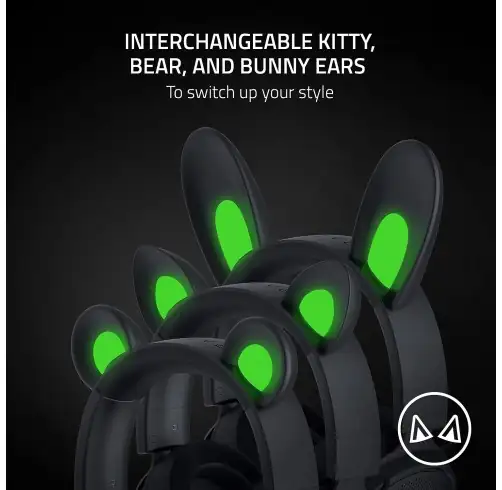 INTERCHANGEABLE KITTY,
BEAR, AND BUNNY EARS
To switch up your style